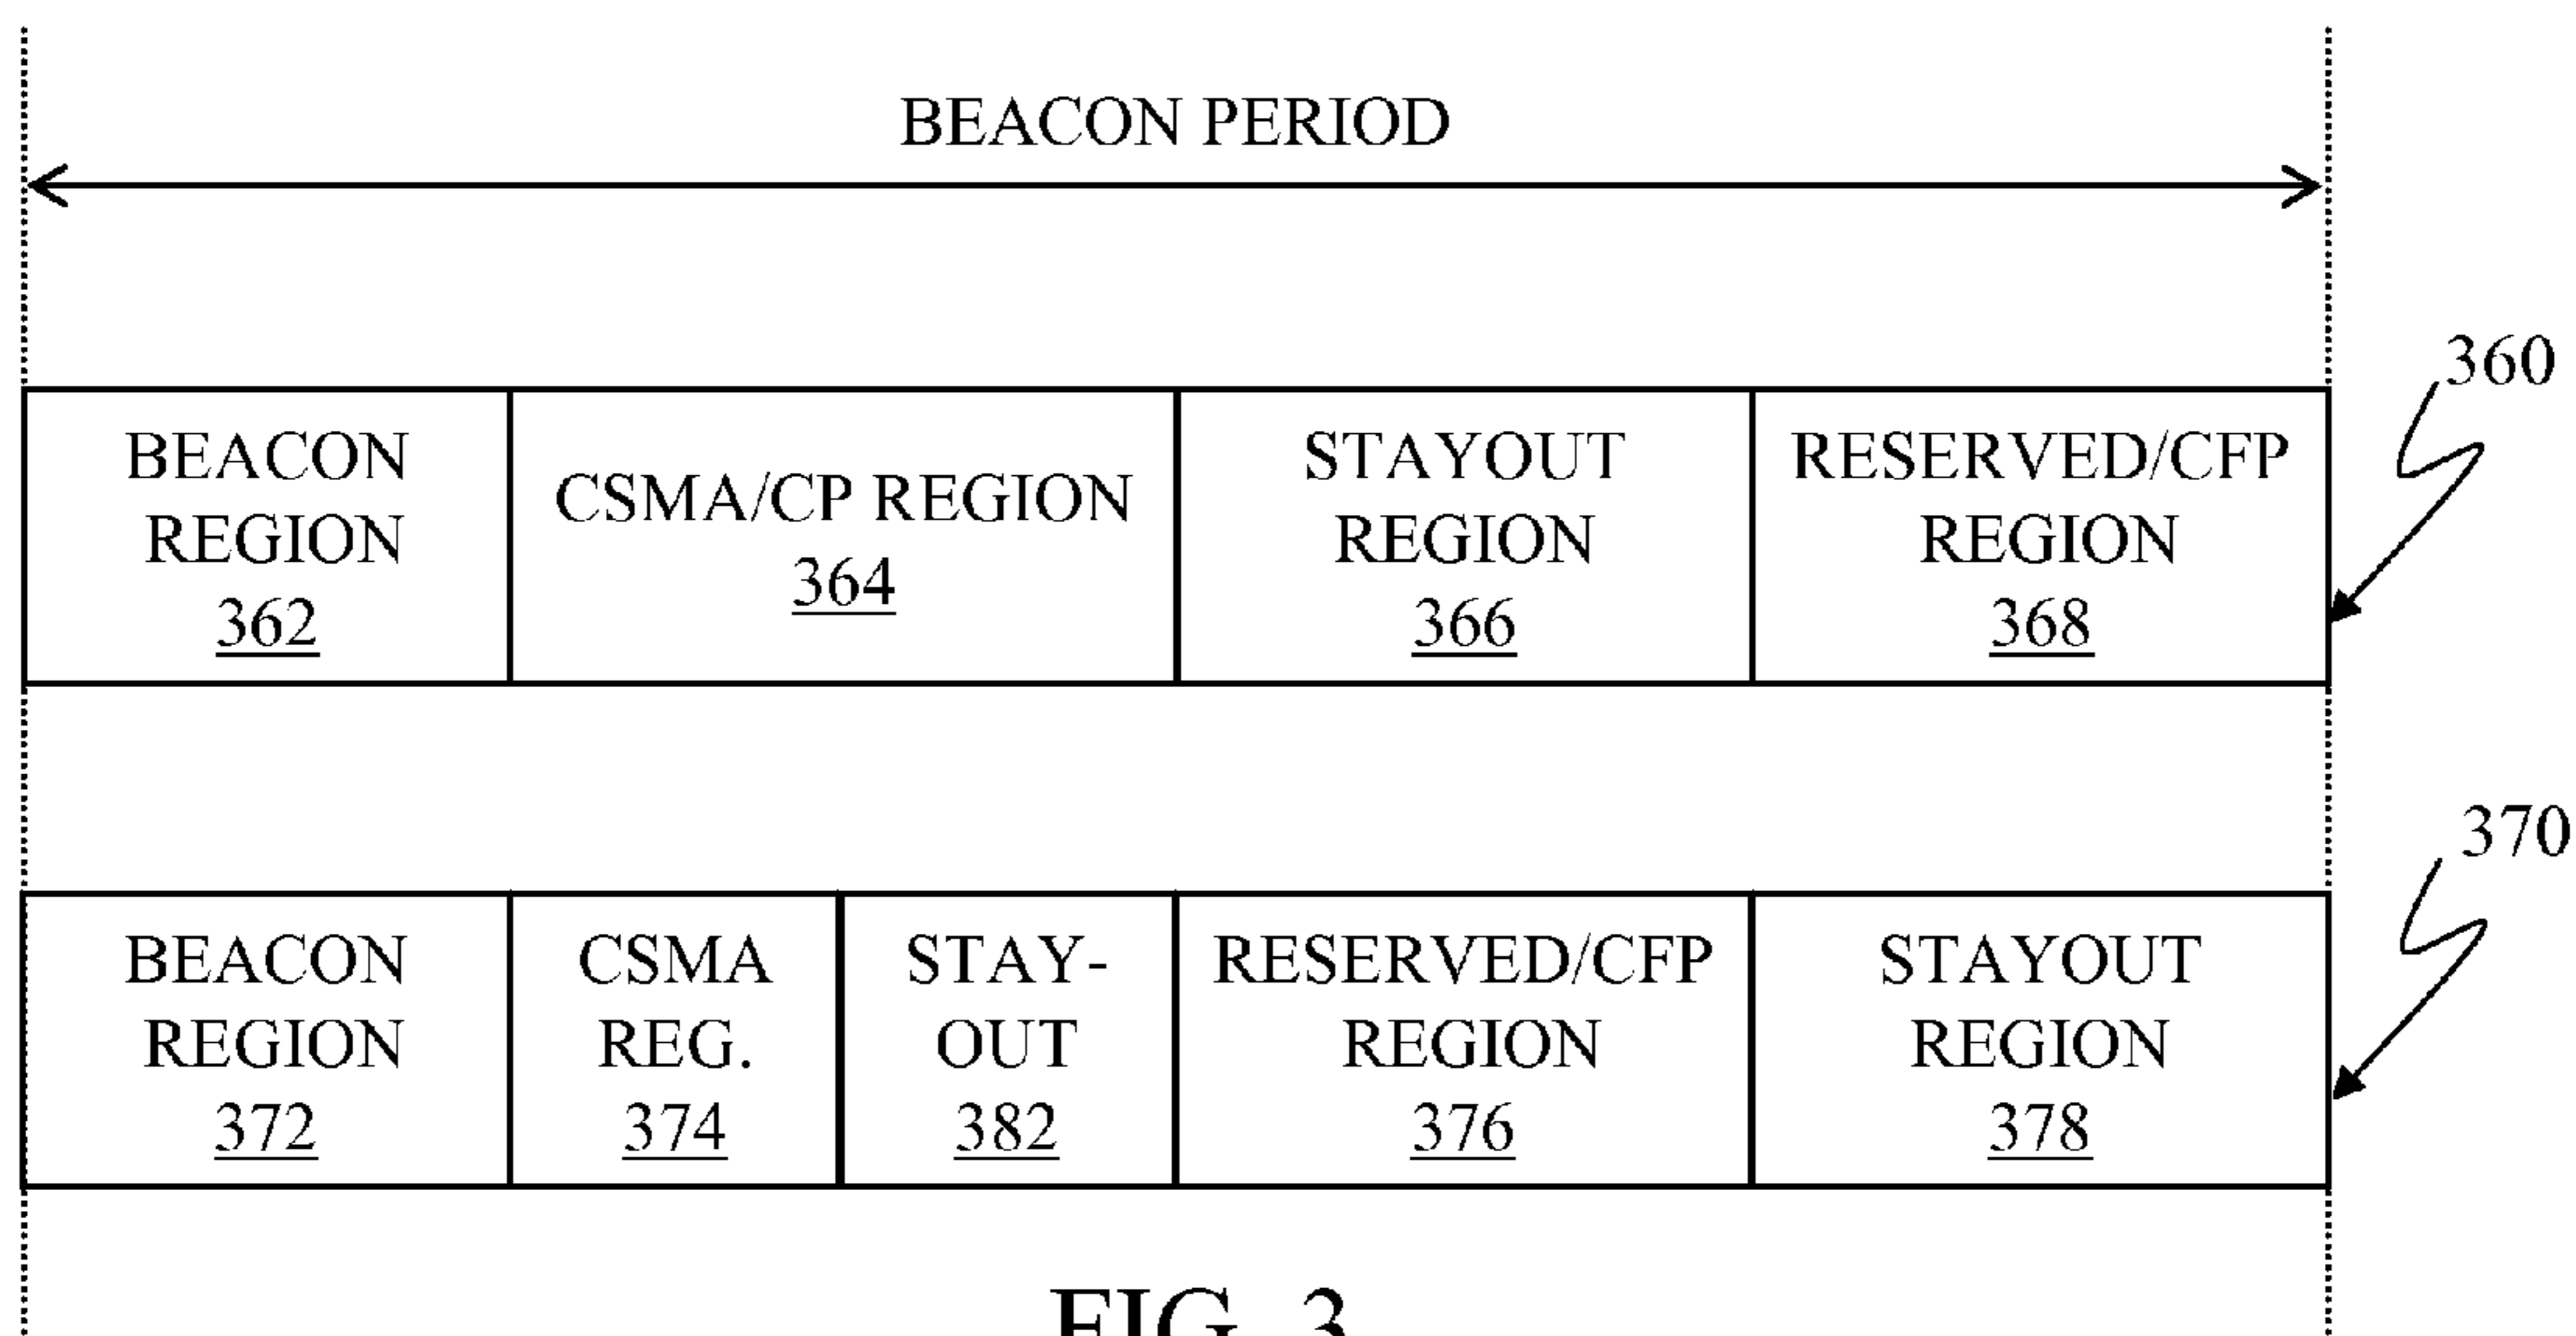 BEACON PERIOD
360
BEACON
REGION
362
CSMA/CP REGION
364
STAYOUT
REGION
366
RESERVED/CFP
REGION
368
370
BEACON
REGION
372
CSMA
REG.
374
STAY-
OUT
382
RESERVED/CFP
REGION
376
STAYOUT
REGION
378
FIG. 3